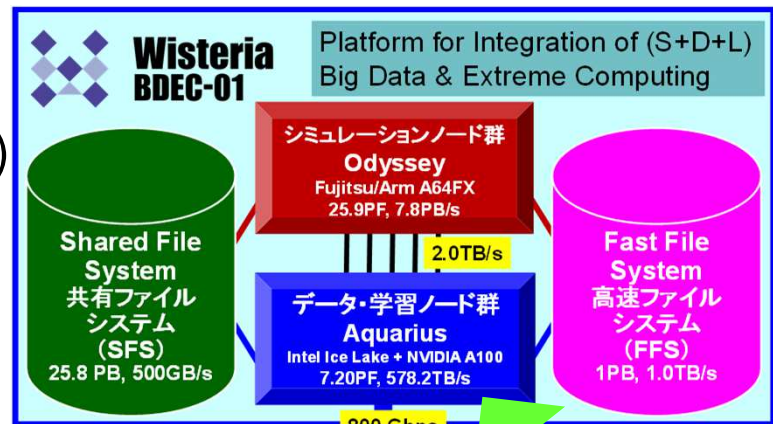 Wisteria
BDEC-01
Platform for Integration of (S+D+L)
Big Data & Extreme Computing
シミュレーションノード群
Odyssey
Fujitsu/Arm A64FX
25.9PF, 7.8PB/s
2.0TB/s
Shared File
System
共有ファイル
システム
(SFS)
25.8 PB, 500GB/s
データ・学習ノード群
Aquarius
Intel Ice Lake + NVIDIA A100
7.20PF, 578.2TB/s
Fast File
System
高速ファイル
システム
(FFS)
1PB, 1.0TB/s
800 Gbps
)